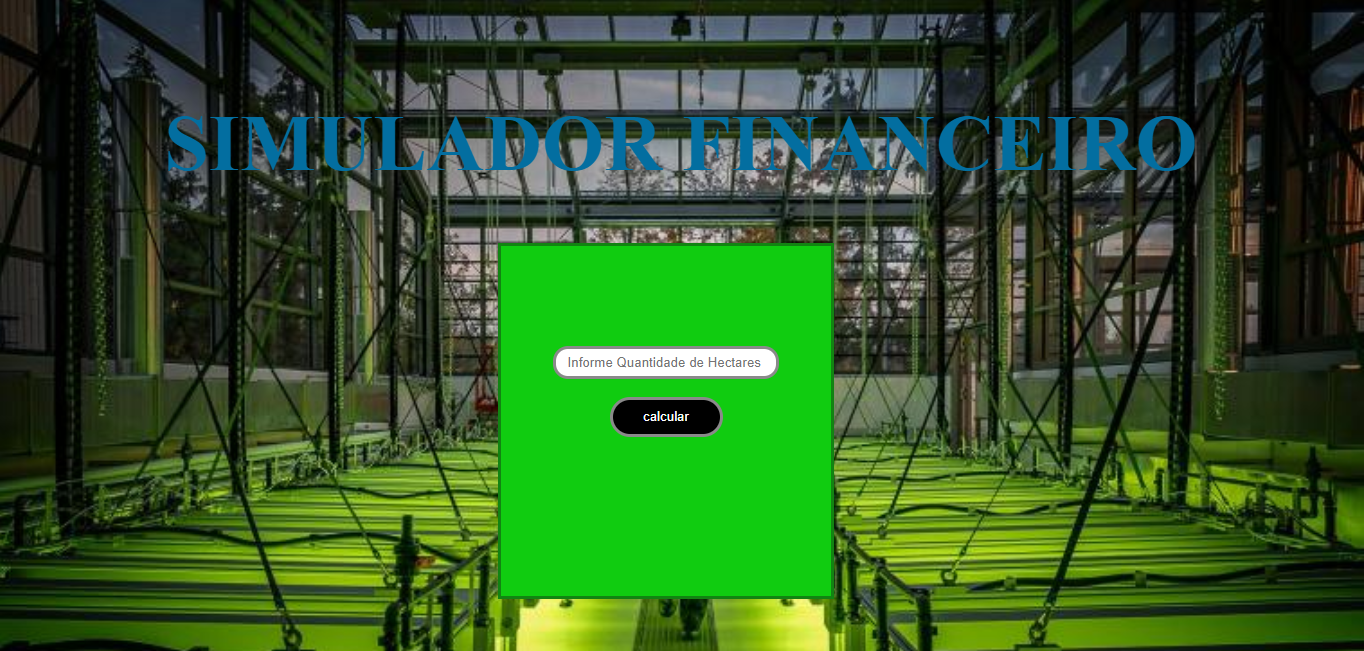 SIMULADOR FINANCEIRO
Informe Quantidade de Hectares
calcular